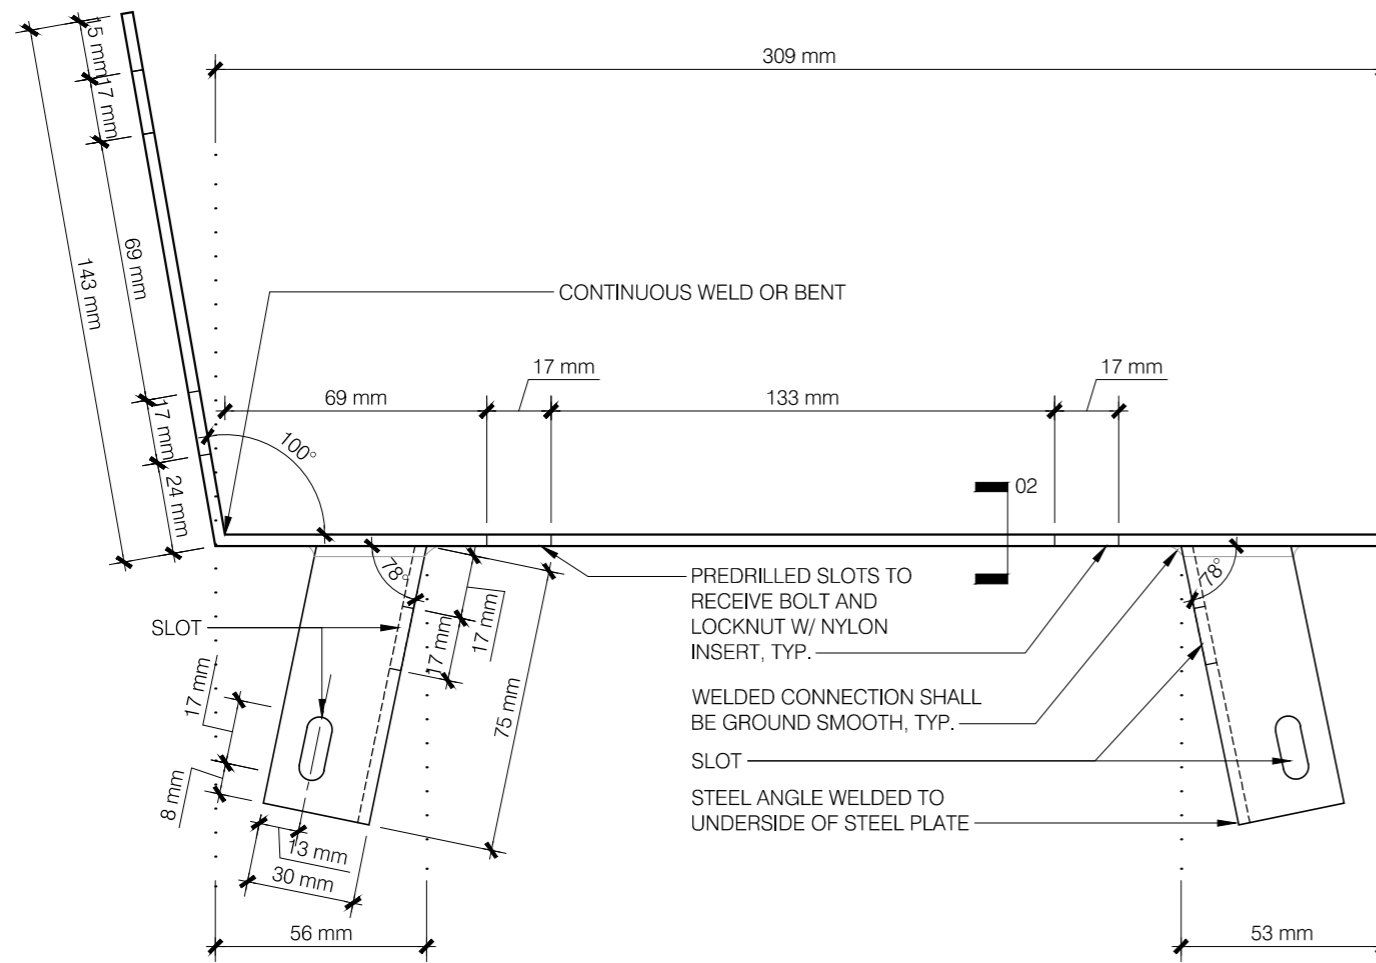 15 mm
309 mm
17 mm
69 mm
143 mm
CONTINUOUS WELD OR BENT
17 mm
17 mm
69 mm
133 mm
17 mm
100°
24 mm
02
78°
78°
PREDRILLED SLOTS TO
RECEIVE BOLT AND
LOCKNUT W/ NYLON
INSERT, TYP.
SLOT
17 mm
17 mm
17 mm
75 mm
WELDED CONNECTION SHALL
BE GROUND SMOOTH, TYP.
SLOT
8 mm
STEEL ANGLE WELDED TO
UNDERSIDE OF STEEL PLATE
13 mm
30 mm
56 mm
53 mm